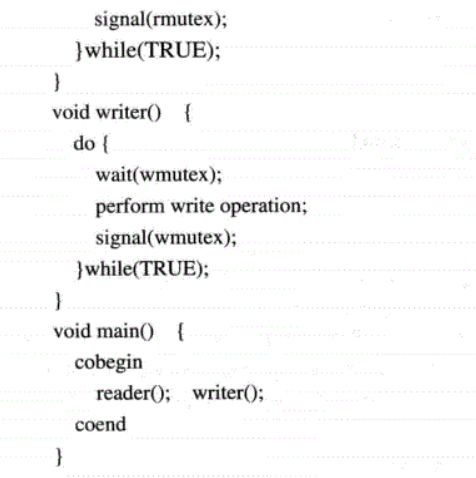 signal(rmutex);
}while(TRUE);
}
void writer() {
do {
wait(wmutex);
perform write operation;
signal(wmutex);
}while(TRUE);
}
void main() {
cobegin
reader(); writer();
coend
}